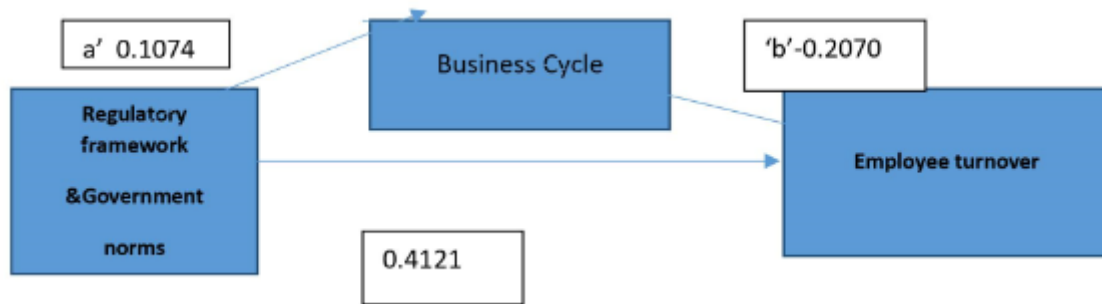 a’ 0.1074
Business Cycle
‘b’-0.2070
Regulatory
framework
&Government
norms
Employee turnover
0.4121